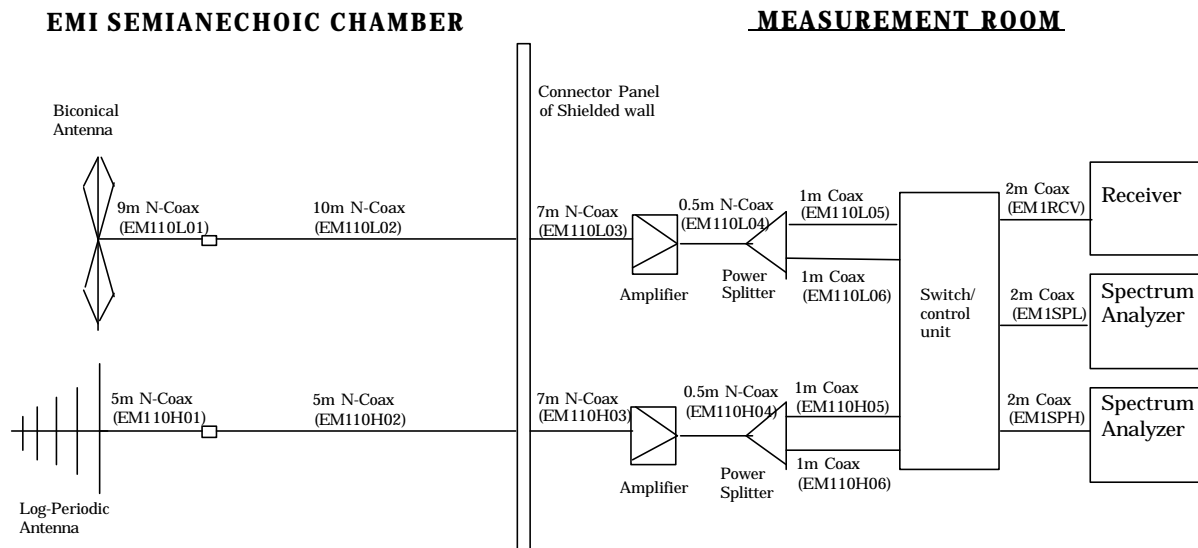 EMI SEMIANECHOIC CHAMBER
MEASUREMENT ROOM
Connector Panel
of Shielded wall
Biconical
Antenna
9m N-Coax
(EM110L01)
10m N-Coax
(EM110L02)
7m N-Coax
(EM110L03)
Amplifier
0.5m N-Coax
(EM110L04)
Power
Splitter
1m Coax
(EM110L05)
1m Coax
(EM110L06)
Switch/
control
unit
2m Coax
(EM1RCV)
Receiver
2m Coax
(EM1SPL)
Spectrum
Analyzer
Log-Periodic
Antenna
5m N-Coax
(EM110H01)
5m N-Coax
(EM110H02)
7m N-Coax
(EM110H03)
Amplifier
0.5m N-Coax
(EM110H04)
Power
Splitter
1m Coax
(EM110H05)
1m Coax
(EM110H06)
2m Coax
(EM1SPH)
Spectrum
Analyzer